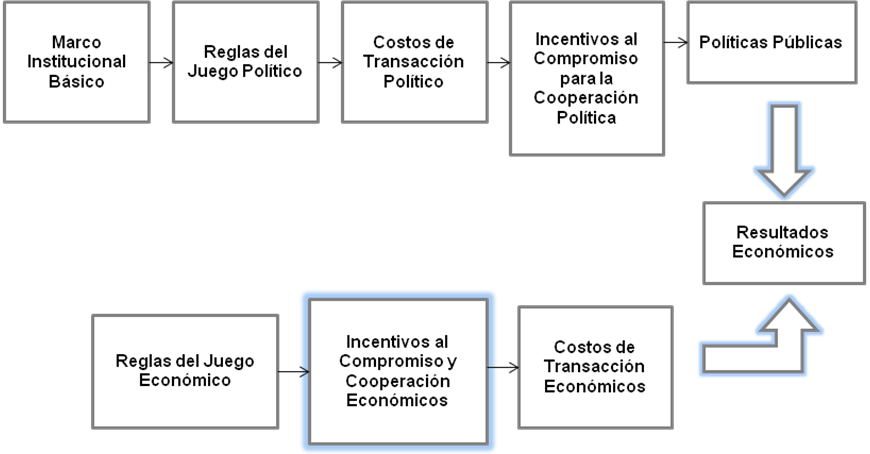 Marco
Institucional
Básico
Reglas del
Juego Político
Costos de
Transacción
Político
Incentivos al
Compromiso
para la
Cooperación
Política
Políticas Públicas
Resultados
Económicos
Reglas del Juego
Económico
Incentivos al
Compromiso y
Cooperación
Económicos
Costos de
Transacción
Económicos